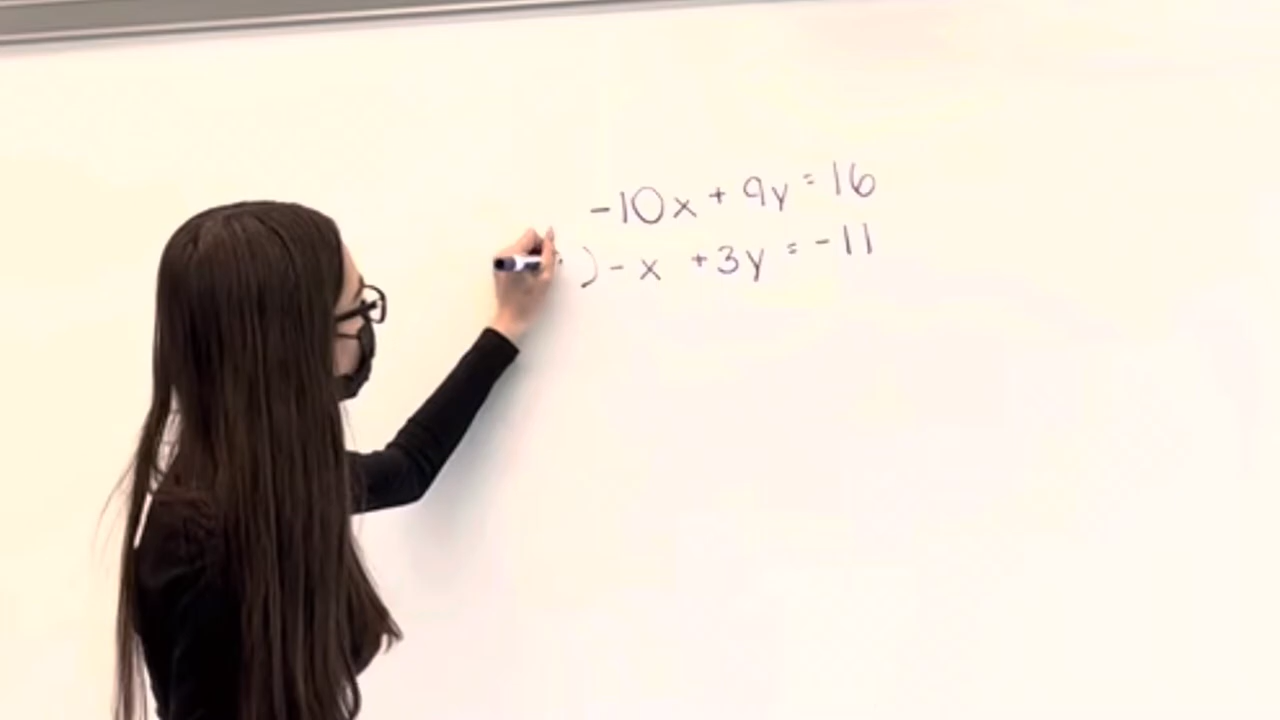 -10x + 9y = 16
) -x +3y = -11